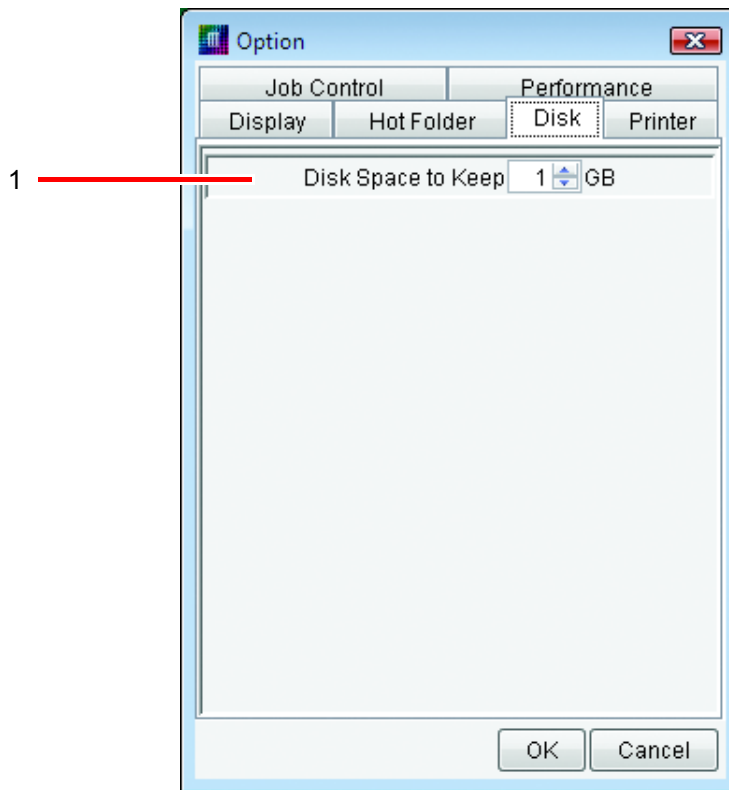 Option
Job Control Performance
Display Hot Folder Disk Printer
1 Disk Space to Keep 1 GB
OK Cancel